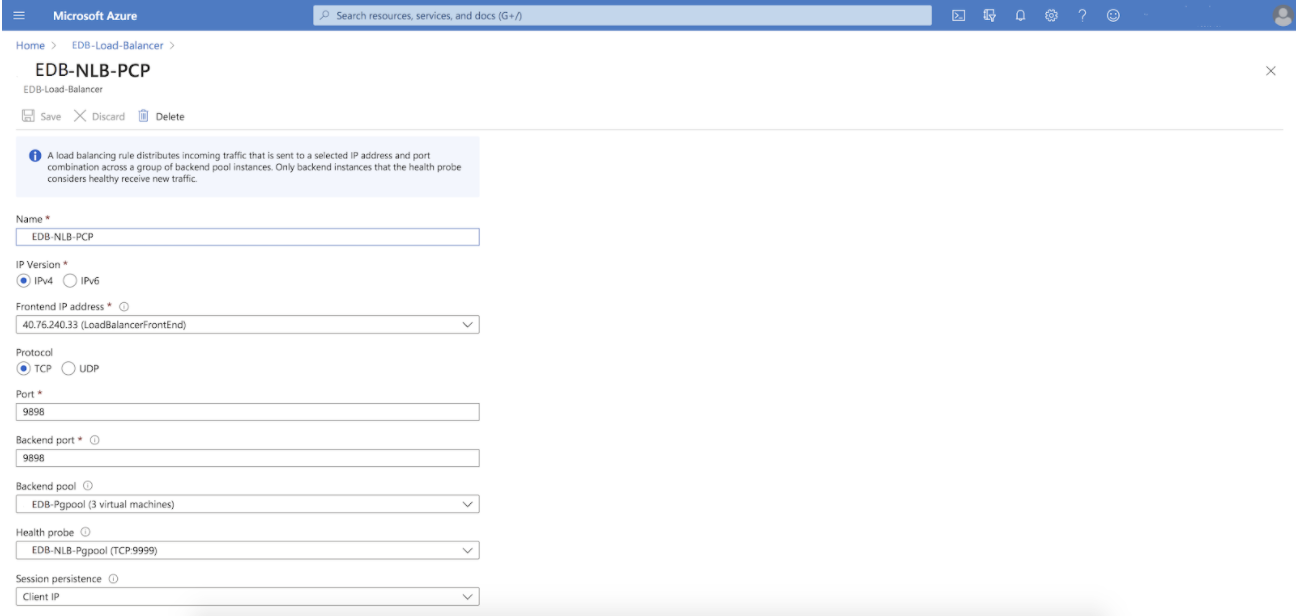 Microsoft Azure
Search resources, services, and docs (G+/)
Home > EDB-Load-Balancer >
EDB-NLB-PCP
EDB-Load-Balancer
Save Discard Delete
A load balancing rule distributes incoming traffic that is sent to a selected IP address and port
combination across a group of backend pool instances. Only backend instances that the health probe
considers healthy receive new traffic.
Name *
EDB-NLB-PCP
IP Version *
IPv4 IPv6
Frontend IP address *
40.76.240.33 (LoadBalancerFrontEnd)
Protocol
TCP UDP
Port *
9898
Backend port *
9898
Backend pool
EDB-Pgpool (3 virtual machines)
Health probe
EDB-NLB-Pgpool (TCP:9999)
Session persistence
Client IP